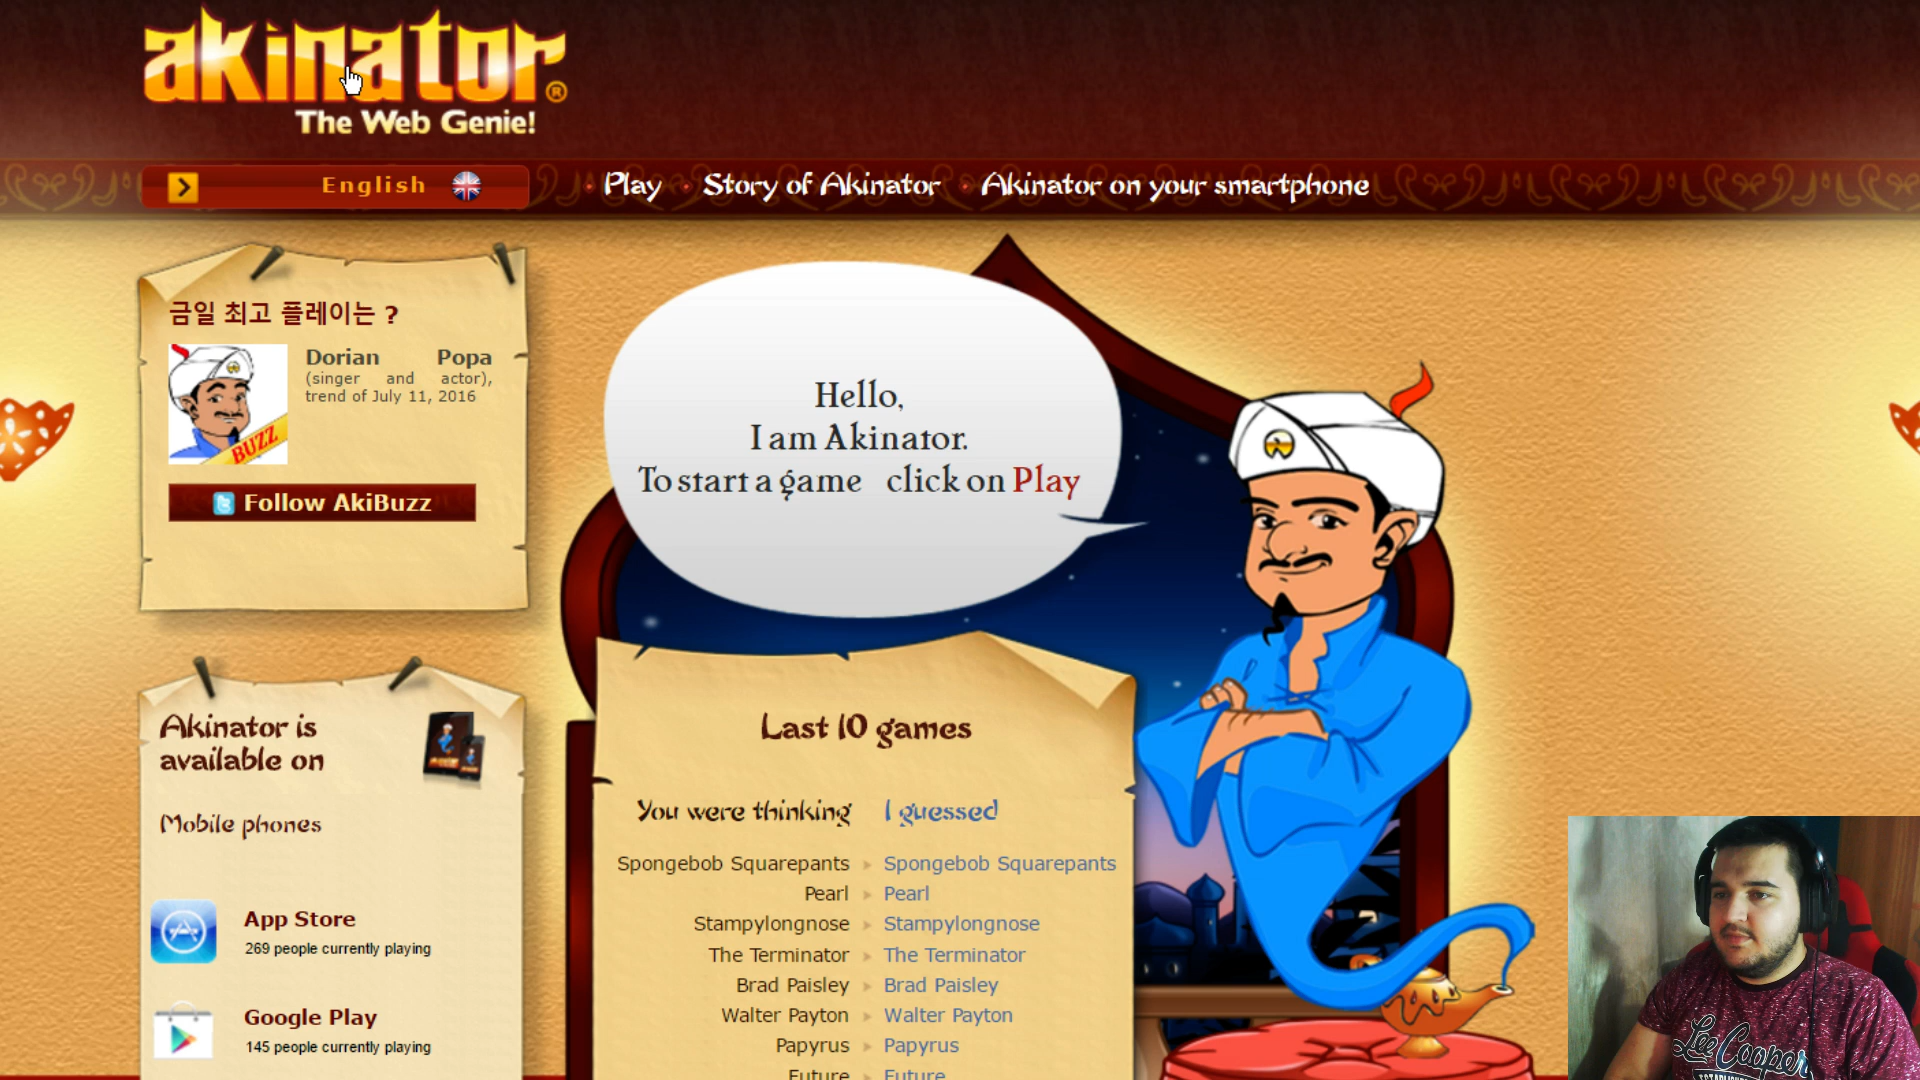 akinator®
The Web Genie!
English
Play
Story of Akinator
Akinator on your smartphone
금일 최고 플레이는 ?
Dorian Popa
(singer and actor),
trend of July 11, 2016
BUZZ
Follow AkiBuzz
Hello,
I am Akinator.
To start a game click on Play
Akinator is
available on
Mobile phones
App Store
269 people currently playing
Google Play
145 people currently playing
Last 10 games
You were thinking I guessed
Spongebob Squarepants Spongebob Squarepants
Pearl Pearl
Stampylongnose Stampylongnose
The Terminator The Terminator
Brad Paisley Brad Paisley
Walter Payton Walter Payton
Papyrus Papyrus
Future Future
Lee Cooper